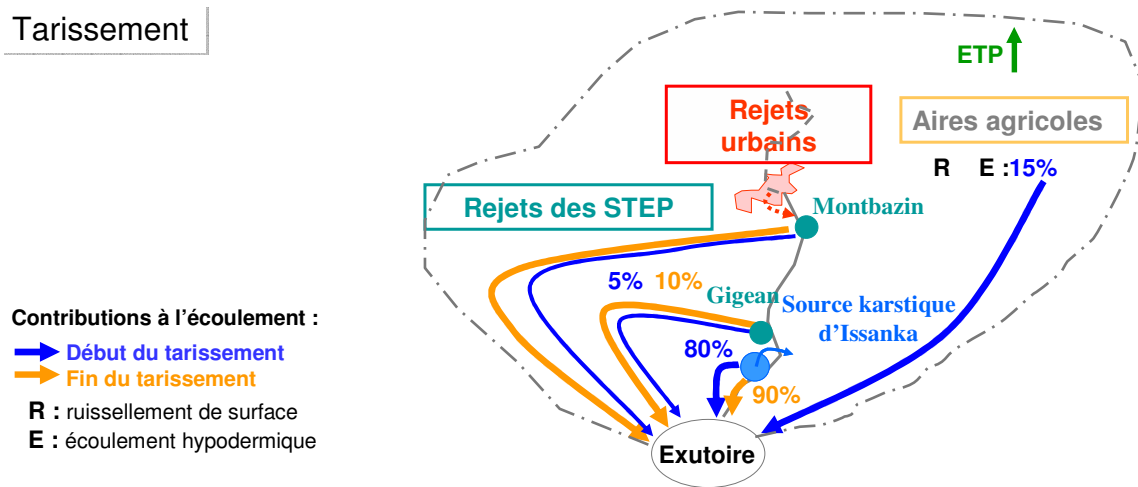 Tarissement
ETP
Rejets
urbains
Aires agricoles
R E :15%
Rejets des STEP
Montbazin
5% 10%
Gigean
Source karstique
d’Issanka
80%
90%
Contributions à l’écoulement :
Début du tarissement
Fin du tarissement
R : ruissellement de surface
E : écoulement hypodermique
Exutoire